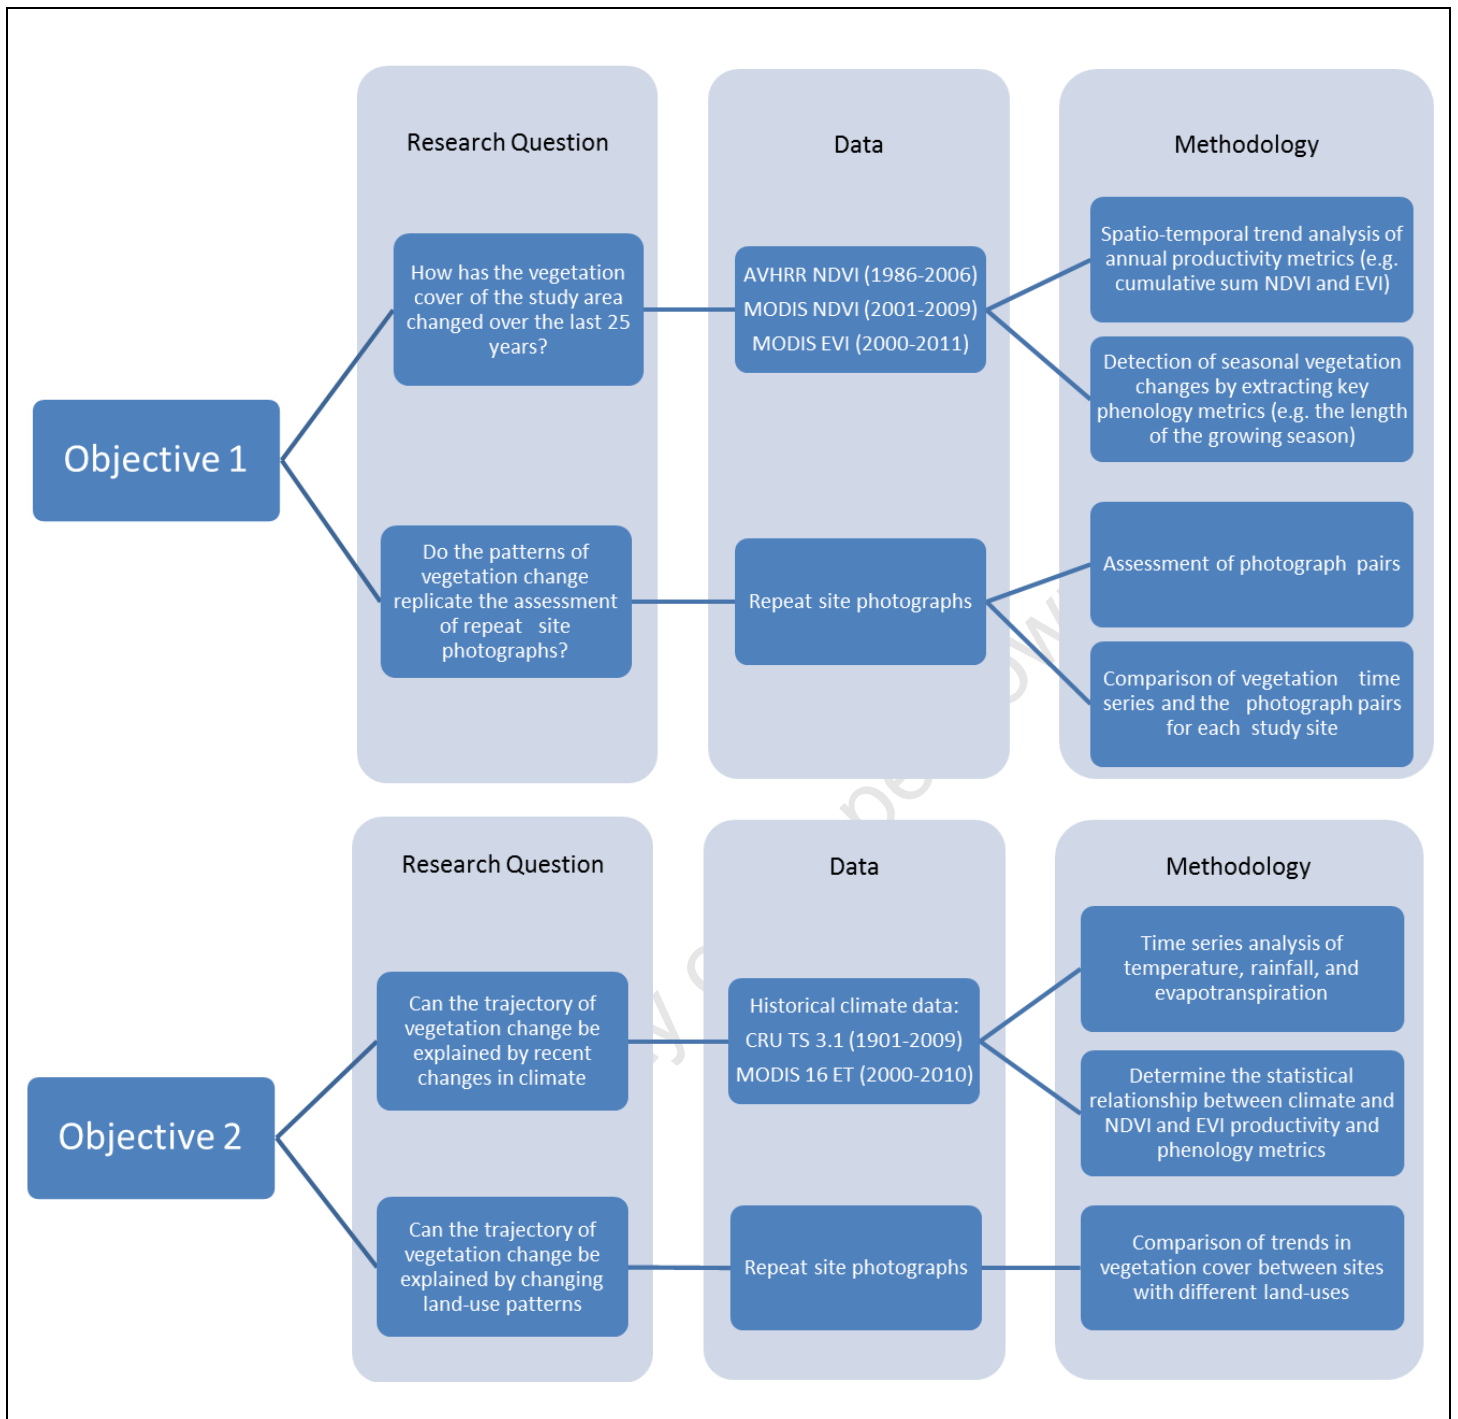 Research Question
Data
Methodology
Objective 1
How has the vegetation
cover of the study area
changed over the last 25
years?
AVHRR NDVI (1986-2006)
MODIS NDVI (2001-2009)
MODIS EVI (2000-2011)
Spatio-temporal trend analysis of
annual productivity metrics (e.g.
cumulative sum NDVI and EVI)
Detection of seasonal vegetation
changes by extracting key
phenology metrics (e.g. the length
of the growing season)
Do the patterns of
vegetation change
replicate the assessment
of repeat site
photographs?
Repeat site photographs
Assessment of photograph pairs
Comparison of vegetation time
series and the photograph pairs
for each study site
Research Question
Data
Methodology
Objective 2
Can the trajectory of
vegetation change be
explained by recent
changes in climate
Historical climate data:
CRU TS 3.1 (1901-2009)
MODIS 16 ET (2000-2010)
Time series analysis of
temperature, rainfall, and
evapotranspiration
Determine the statistical
relationship between climate and
NDVI and EVI productivity and
phenology metrics
Can the trajectory of
vegetation change be
explained by changing
land-use patterns
Repeat site photographs
Comparison of trends in
vegetation cover between sites
with different land-uses